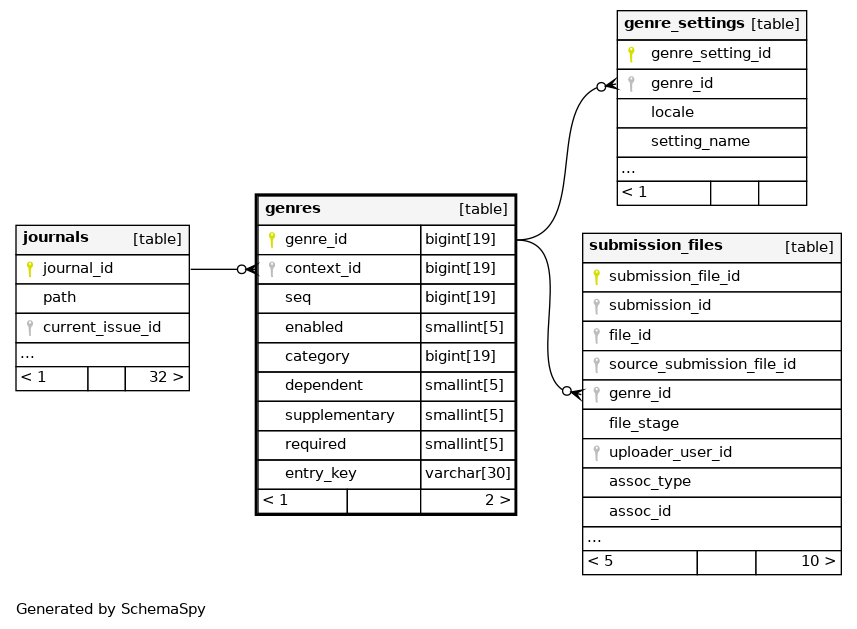 genre_settings [table]
genre_setting_id
genre_id
locale
setting_name
...
< 1
genres [table]
genre_id bigint[19]
context_id bigint[19]
seq bigint[19]
enabled smallint[5]
category bigint[19]
dependent smallint[5]
supplementary smallint[5]
required smallint[5]
entry_key varchar[30]
< 1 2 >
journals [table]
journal_id
path
current_issue_id
...
< 1 32 >
submission_files [table]
submission_file_id
submission_id
file_id
source_submission_file_id
genre_id
file_stage
uploader_user_id
assoc_type
assoc_id
...
< 5 10 >
Generated by SchemaSpy